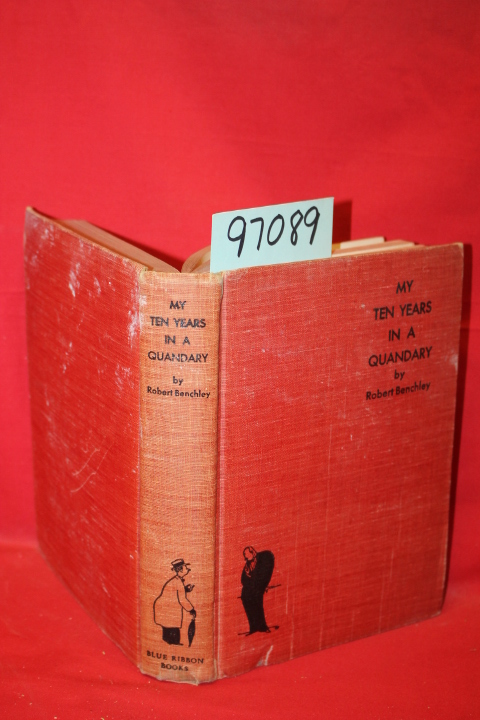 97089
MY
TEN YEARS
IN A
QUANDARY
by
Robert Benchley
BLUE RIBBON
BOOKS
MY
TEN YEARS
IN A
QUANDARY
by
Robert Benchley